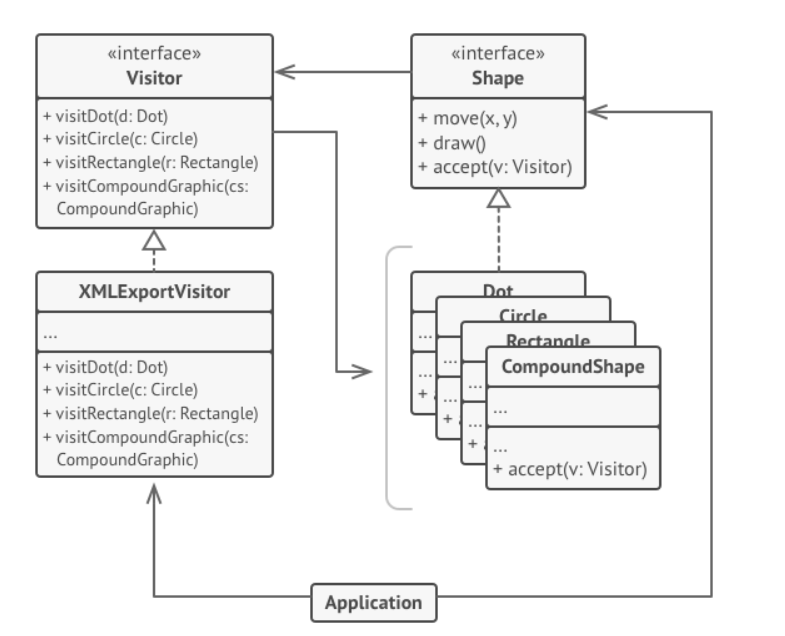 «interface»
Visitor
+ visitDot(d: Dot)
+ visitCircle(c: Circle)
+ visitRectangle(r: Rectangle)
+ visitCompoundGraphic(cs:
CompoundGraphic)
«interface»
Shape
+ move(x, y)
+ draw()
+ accept(v: Visitor)
XMLExportVisitor
...
+ visitDot(d: Dot)
+ visitCircle(c: Circle)
+ visitRectangle(r: Rectangle)
+ visitCompoundGraphic(cs:
CompoundGraphic)
Dot
...
...
+
Circle
...
...
+
Rectangle
...
...
+
CompoundShape
...
...
+ accept(v: Visitor)
Application